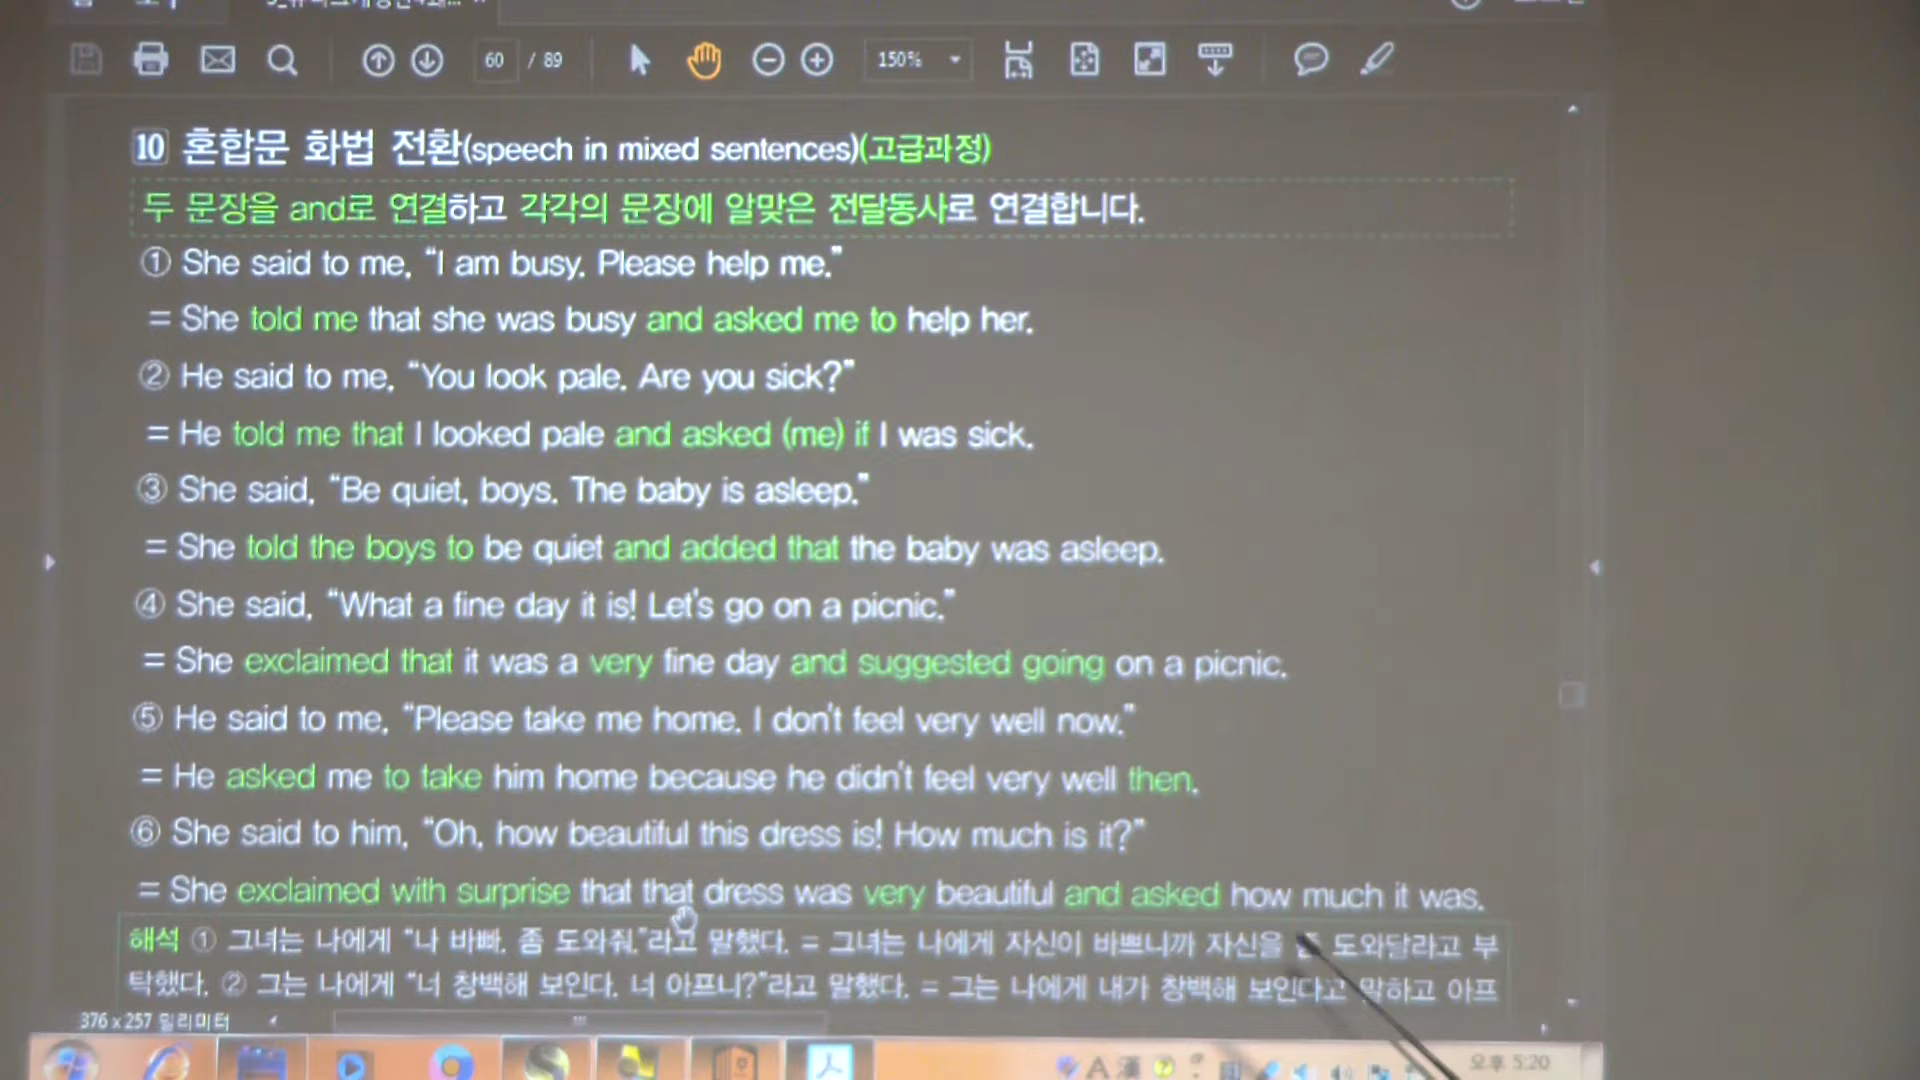 60 / 89
150%
10 혼합문 화법 전환(speech in mixed sentences)(고급과정)
두 문장을 and로 연결하고 각각의 문장에 알맞은 전달동사로 연결합니다.
① She said to me, “I am busy. Please help me.”
= She told me that she was busy and asked me to help her.
② He said to me, “You look pale. Are you sick?”
= He told me that I looked pale and asked (me) if I was sick.
③ She said, “Be quiet, boys. The baby is asleep.”
= She told the boys to be quiet and added that the baby was asleep.
④ She said, “What a fine day it is! Let's go on a picnic.”
= She exclaimed that it was a very fine day and suggested going on a picnic.
⑤ He said to me, “Please take me home. I don't feel very well now.”
= He asked me to take him home because he didn't feel very well then.
⑥ She said to him, “Oh, how beautiful this dress is! How much is it?”
= She exclaimed with surprise that that dress was very beautiful and asked how much it was.
해석 ① 그녀는 나에게 “나 바빠. 좀 도와줘.”라고 말했다. = 그녀는 나에게 자신이 바쁘니까 자신을 도와달라고 부
탁했다. ② 그는 나에게 “너 창백해 보인다. 너 아프니?”라고 말했다. = 그는 나에게 내가 창백해 보인다고 말하고 아프
376 x 257 밀리미터
A 漢
오후 5:20